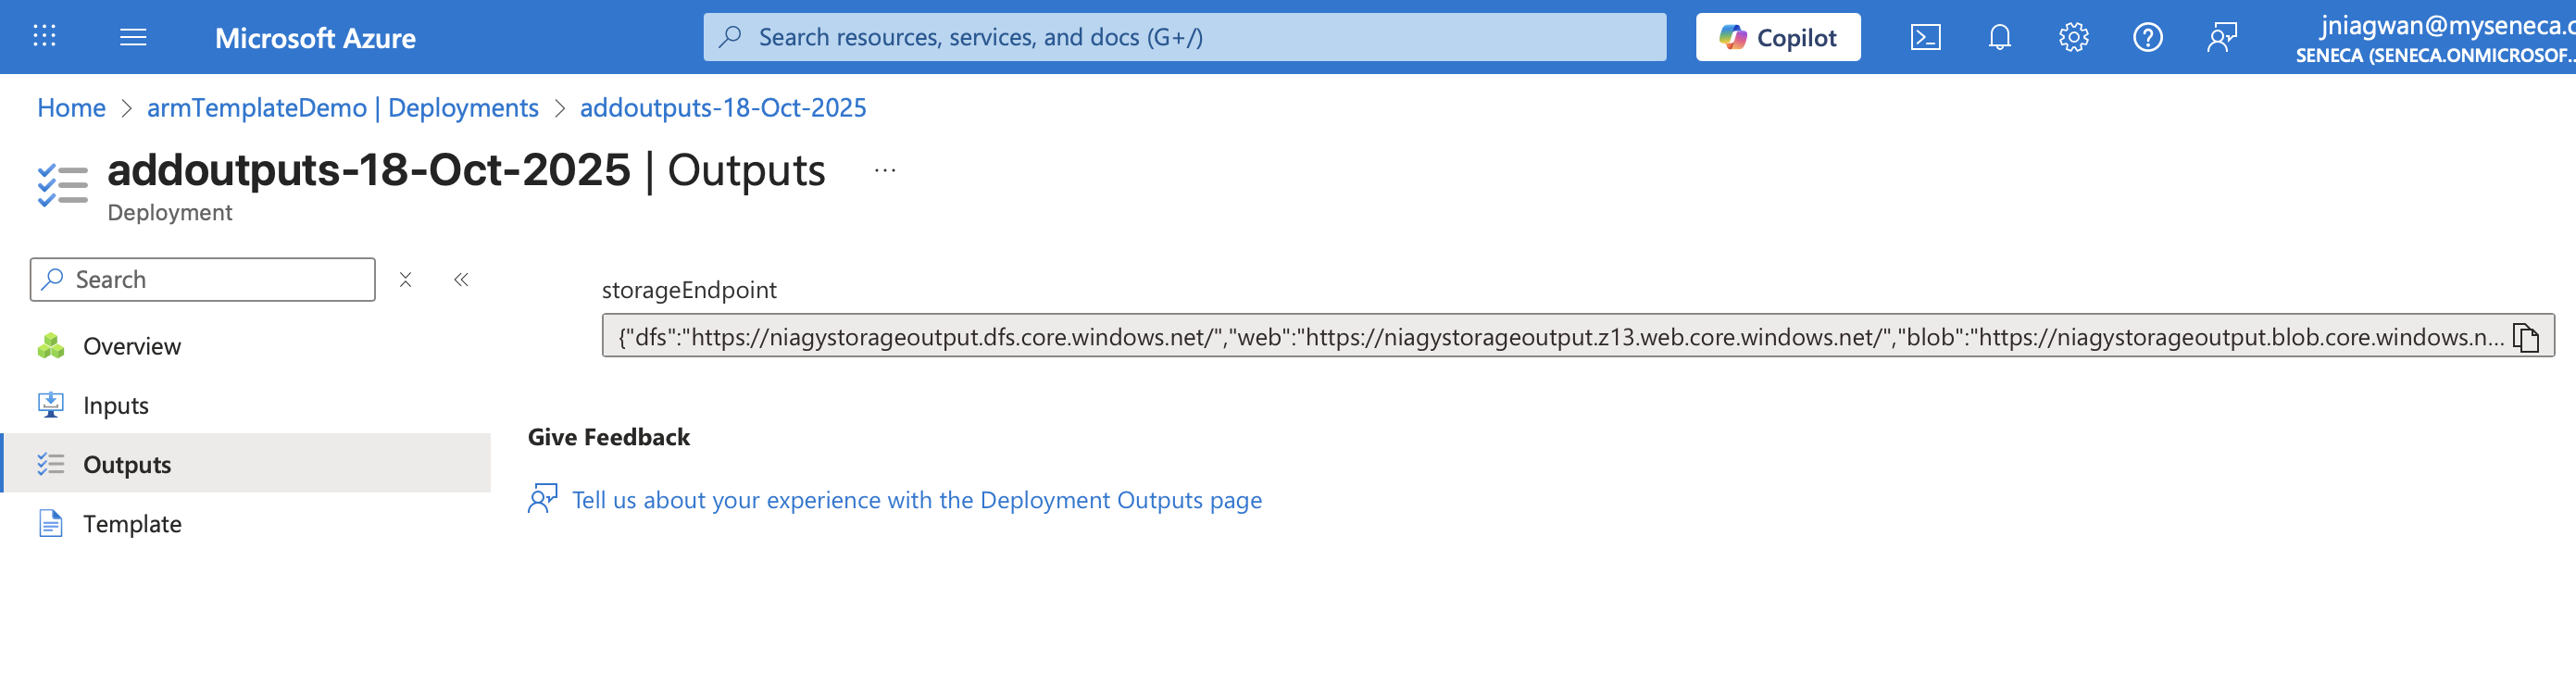 Microsoft Azure
Search resources, services, and docs (G+/)
Copilot
jniagwan@myseneca.c
SENECA (SENECA.ONMICROSOF...
Home > armTemplateDemo | Deployments > addoutputs-18-Oct-2025
addoutputs-18-Oct-2025 | Outputs ...
Deployment
Search
Overview
Inputs
Outputs
Template
storageEndpoint
{"dfs":"https://niagystorageoutput.dfs.core.windows.net/","web":"https://niagystorageoutput.z13.web.core.windows.net/","blob":"https://niagystorageoutput.blob.core.windows.n...
Give Feedback
Tell us about your experience with the Deployment Outputs page